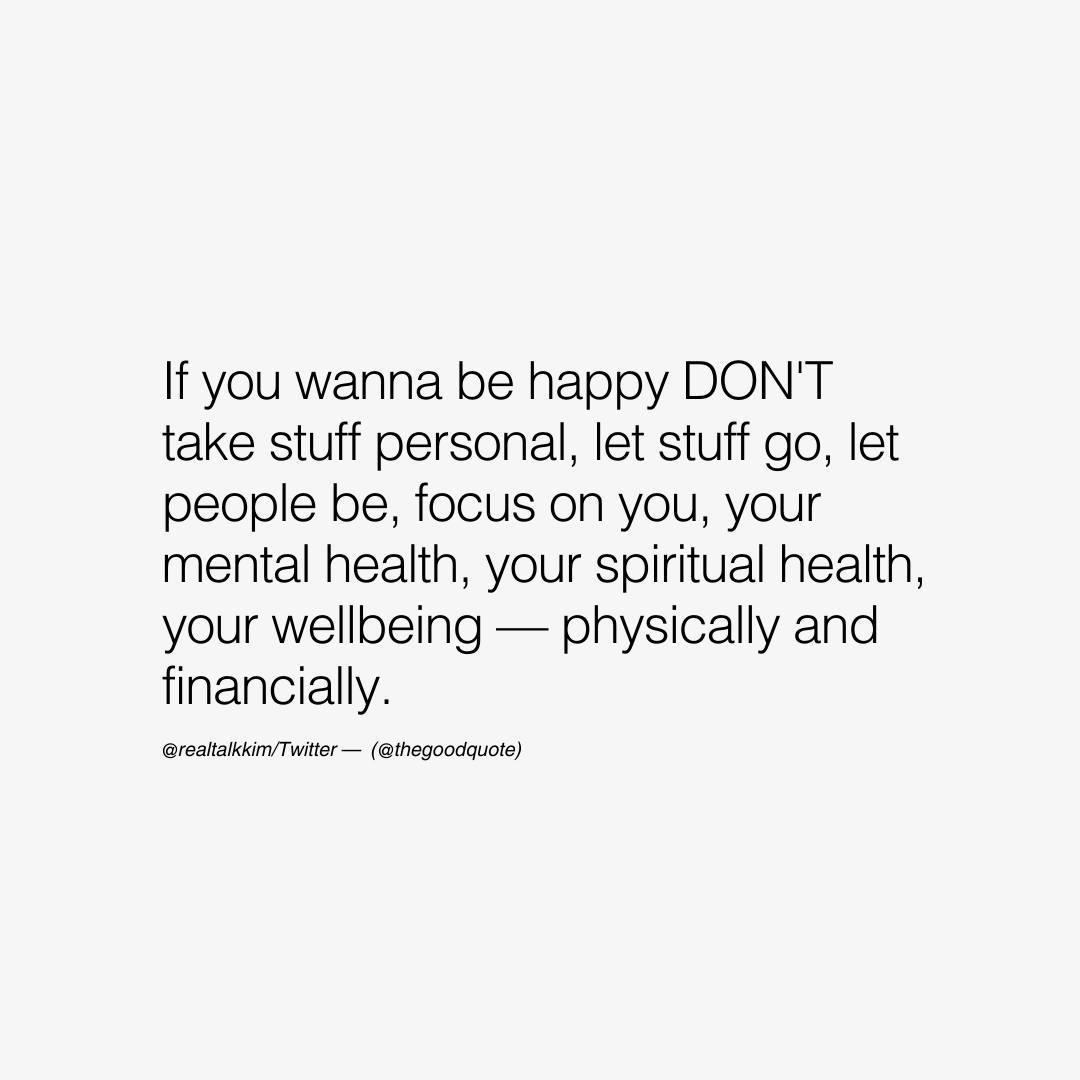 If you wanna be happy DON'T
take stuff personal, let stuff go, let
people be, focus on you, your
mental health, your spiritual health,
your wellbeing — physically and
financially.
@realtalkkim/Twitter — (@thegoodquote)